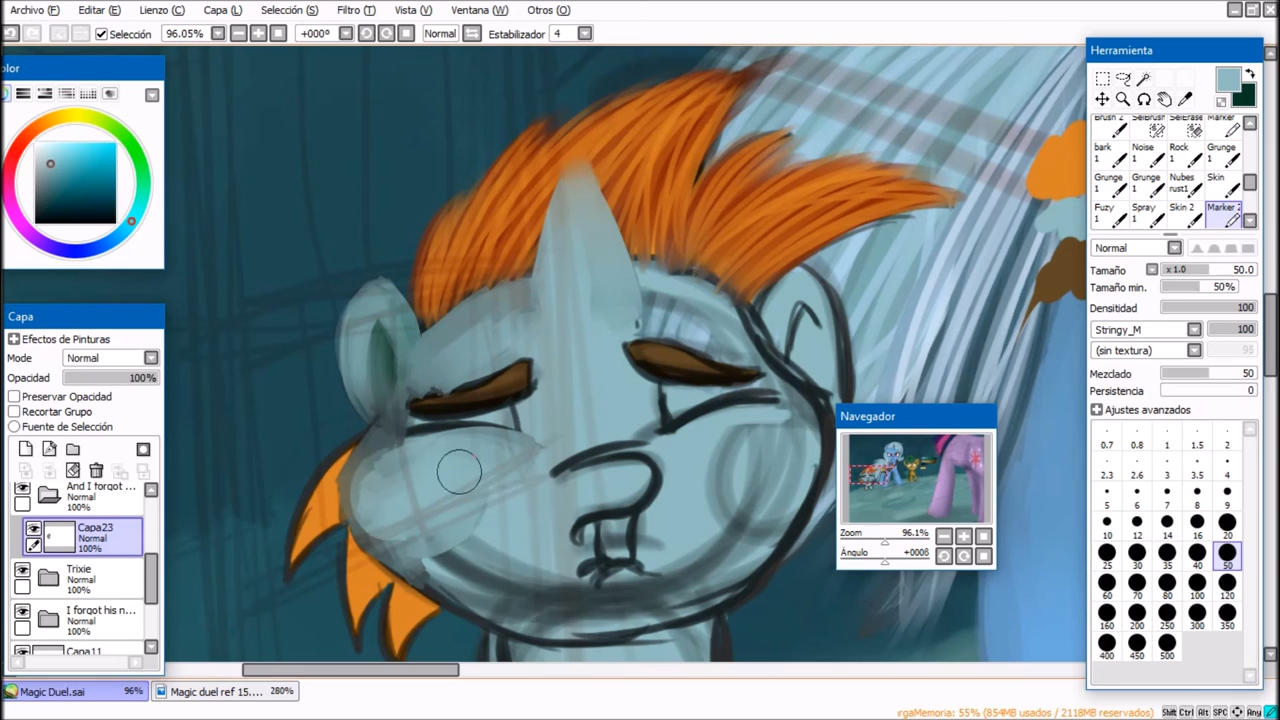 Archivo (F) Editar (E) Lienzo (C) Capa (L) Selección (S) Filtro (T) Vista (V) Ventana (W) Otros (O)
Selección 96.05% +000º Normal Estabilizador 4
olor
Capa
Efectos de Pinturas
Mode Normal
Opacidad 100%
Preservar Opacidad
Recortar Grupo
Fuente de Selección
And I forgot ...
Normal
100%
Capa23
Normal
100%
Trixie
Normal
100%
I forgot his n...
Normal
100%
Capa11
Navegador
Zoom 96.1%
Ángulo +000ß
Herramienta
Brush 2 SelBrush SelErase Marker
bark Noise Rock Grunge
1 1 1 1
Grunge Grunge Nubes Skin
1 1 rust1 1
Fuzy Spray Skin 2 Marker 2
1 1
Normal
Tamaño x 1.0 50.0
Tamaño min. 50%
Densitidad 100
Stringy_M 100
(sin textura) 95
Mezclado 50
Persistencia 0
Ajustes avanzados
0.7 0.8 1 1.5 2
2.3 2.6 3 3.5 4
5 6 7 8 9
10 12 14 16 20
25 30 35 40 50
60 70 80 100 120
160 200 250 300 350
400 450 500
Magic Duel.sai 96% Magic duel ref 15.... 280%
ırgaMemoria: 55% (854MB usados / 2118MB reservados) Shift Ctrl Alt SPC Any